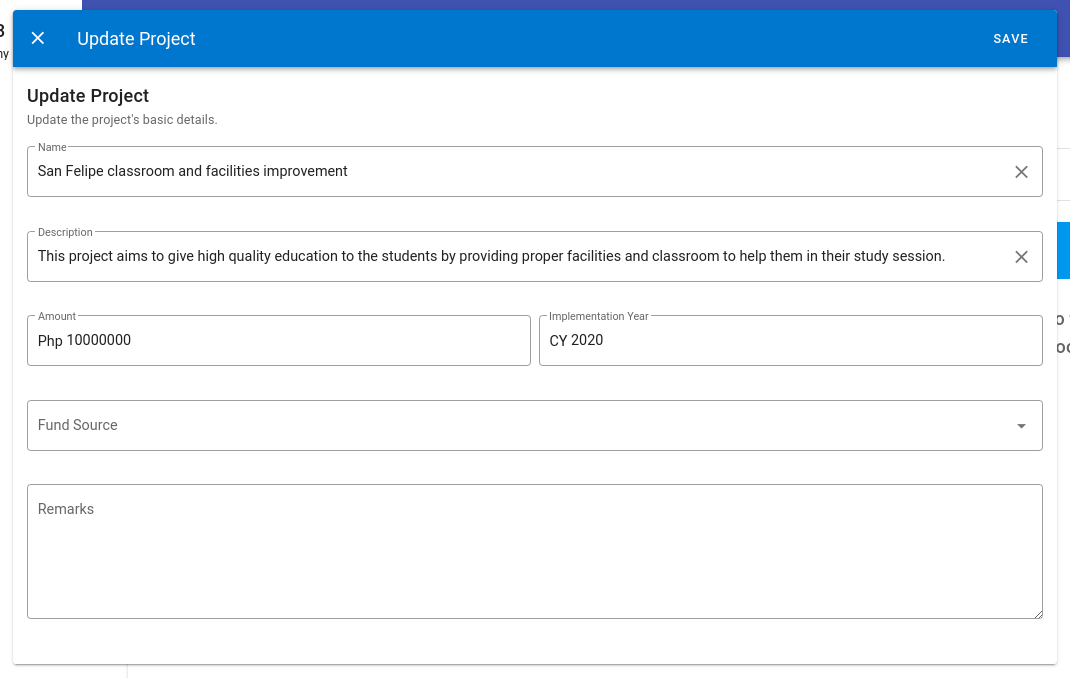 Update Project
SAVE
Update Project
Update the project's basic details.
Name
San Felipe classroom and facilities improvement
Description
This project aims to give high quality education to the students by providing proper facilities and classroom to help them in their study session.
Amount
Implementation Year
Php 10000000
CY 2020
Fund Source
Remarks